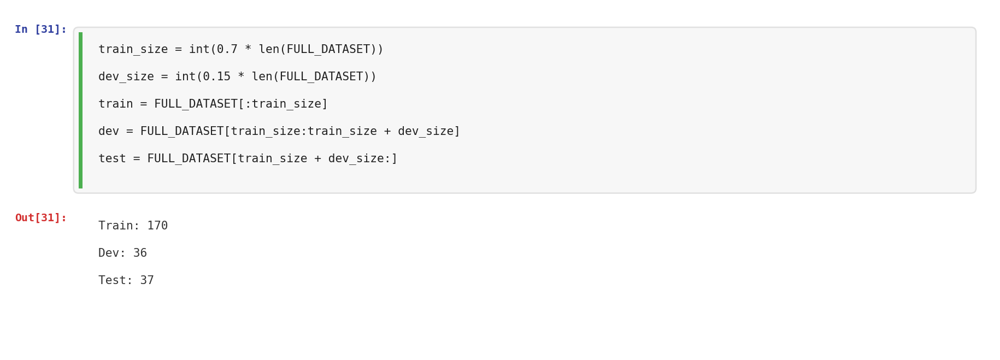 In [31]:
train_size = int(0.7 * len(FULL_DATASET))
dev_size = int(0.15 * len(FULL_DATASET))
train = FULL_DATASET[:train_size]
dev = FULL_DATASET[train_size:train_size + dev_size]
test = FULL_DATASET[train_size + dev_size:]
Out[31]:
Train: 170
Dev: 36
Test: 37